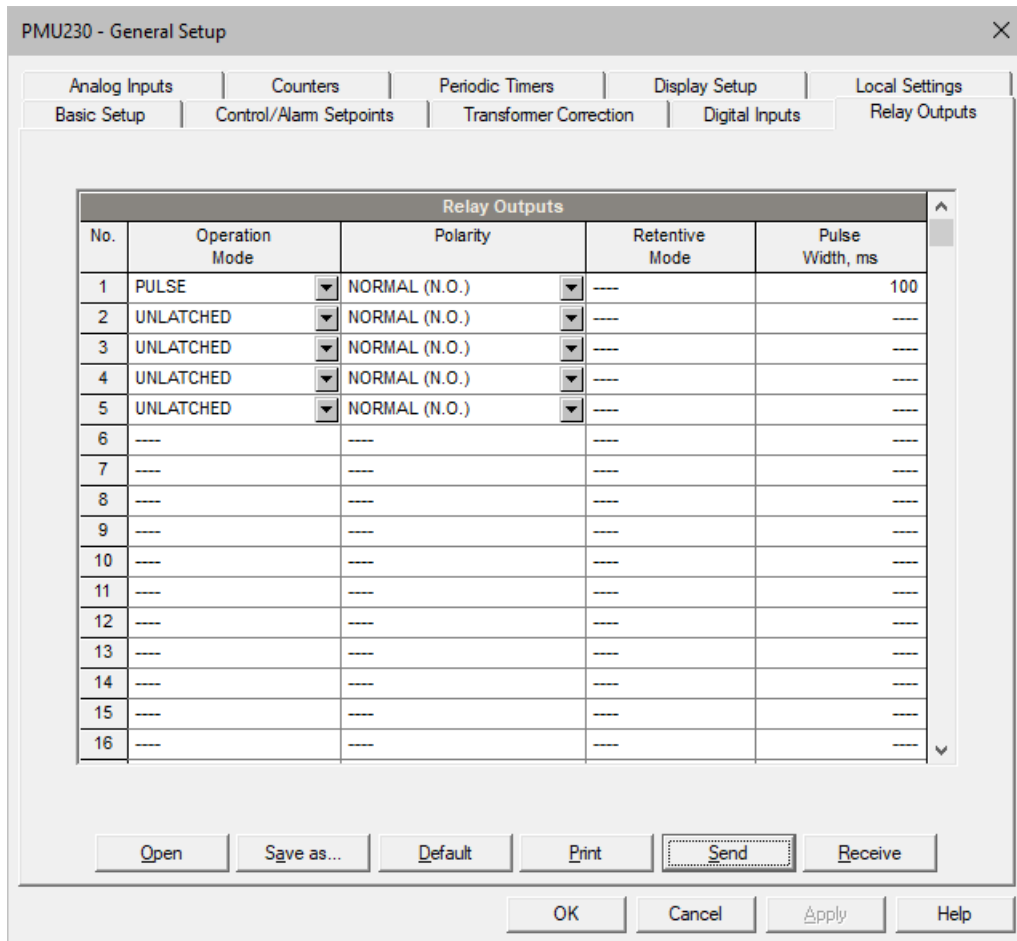 PMU230 - General Setup
Analog Inputs Counters Periodic Timers Display Setup Local Settings
Basic Setup Control/Alarm Setpoints Transformer Correction Digital Inputs Relay Outputs
Relay Outputs
No. Operation Mode Polarity Retentive Mode Pulse Width, ms
1 PULSE NORMAL (N.O.) ---- 100
2 UNLATCHED NORMAL (N.O.) ---- ----
3 UNLATCHED NORMAL (N.O.) ---- ----
4 UNLATCHED NORMAL (N.O.) ---- ----
5 UNLATCHED NORMAL (N.O.) ---- ----
6 ---- ---- ---- ----
7 ---- ---- ---- ----
8 ---- ---- ---- ----
9 ---- ---- ---- ----
10 ---- ---- ---- ----
11 ---- ---- ---- ----
12 ---- ---- ---- ----
13 ---- ---- ---- ----
14 ---- ---- ---- ----
15 ---- ---- ---- ----
16 ---- ---- ---- ----
Open Save as... Default Print Send Receive
OK Cancel Apply Help